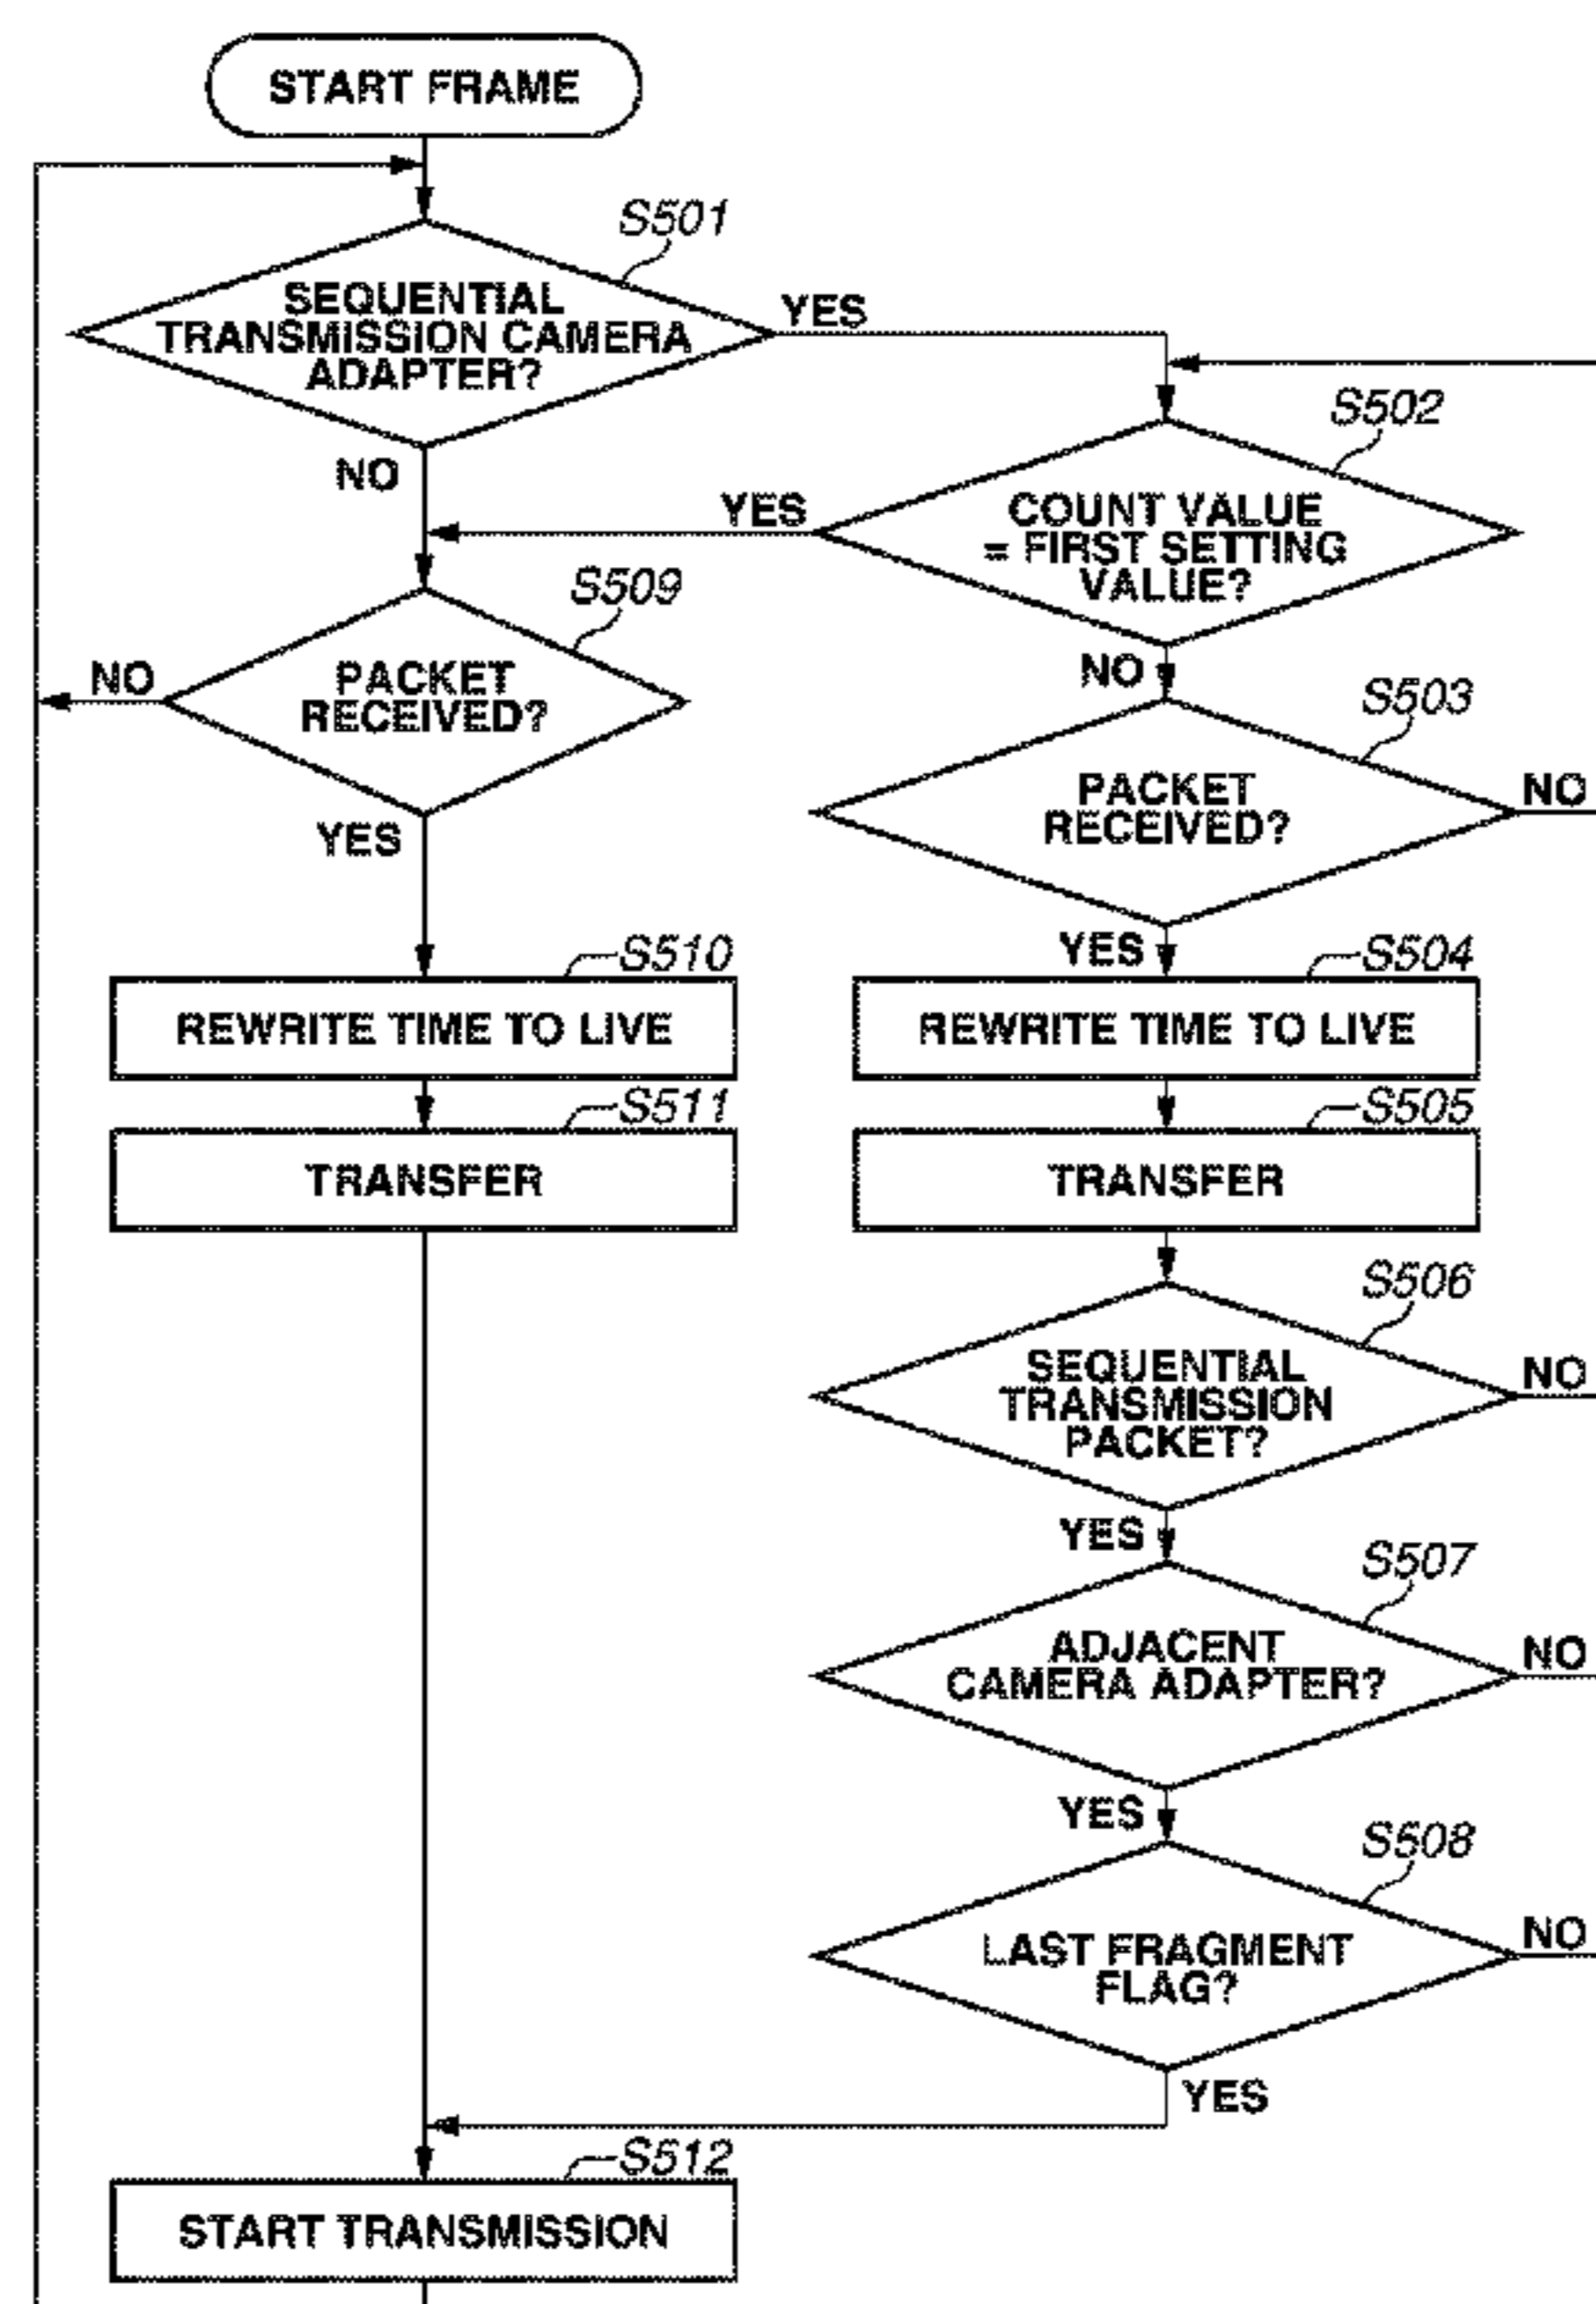 START FRAME
S501
SEQUENTIAL
TRANSMISSION CAMERA
ADAPTER?
YES
NO
S502
COUNT VALUE
= FIRST SETTING
VALUE?
YES
NO
S509
PACKET
RECEIVED?
NO
YES
S503
PACKET
RECEIVED?
NO
YES
S510
REWRITE TIME TO LIVE
S504
REWRITE TIME TO LIVE
S511
TRANSFER
S505
TRANSFER
S506
SEQUENTIAL
TRANSMISSION
PACKET?
NO
YES
S507
ADJACENT
CAMERA ADAPTER?
NO
YES
S508
LAST FRAGMENT
FLAG?
NO
YES
S512
START TRANSMISSION